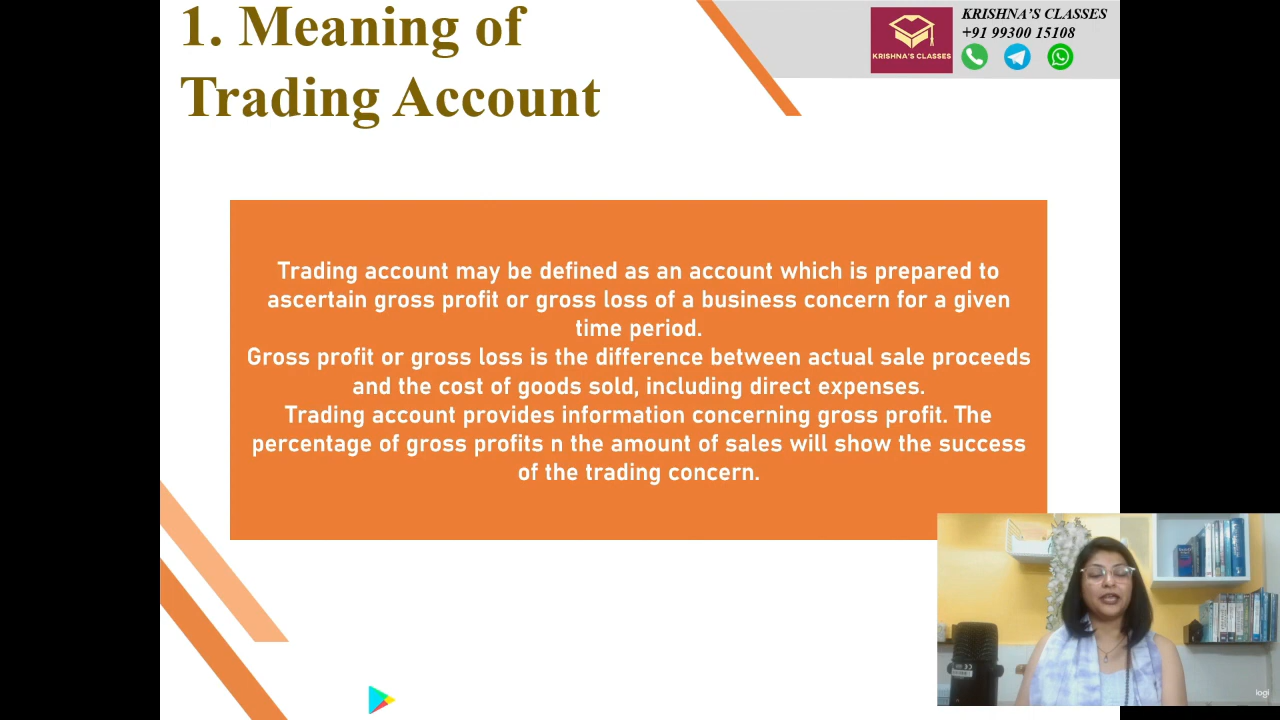 1. Meaning of
Trading Account
KRISHNA'S CLASSES
KRISHNA'S CLASSES
+91 99300 15108
Trading account may be defined as an account which is prepared to
ascertain gross profit or gross loss of a business concern for a given
time period.
Gross profit or gross loss is the difference between actual sale proceeds
and the cost of goods sold, including direct expenses.
Trading account provides information concerning gross profit. The
percentage of gross profits n the amount of sales will show the success
of the trading concern.
logi